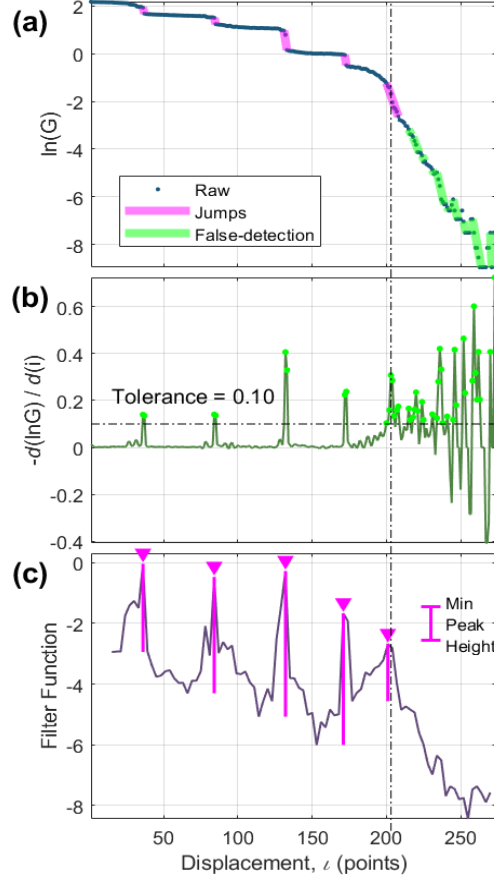 (a)
2
0
-2
-4
-6
-8
ln(G)
Raw
Jumps
False-detection
(b)
0.6
0.4
0.2
0
-0.2
-0.4
-d(lnG) / d(i)
Tolerance = 0.10
(c)
0
-2
-4
-6
-8
Filter Function
Min
Peak
Height
50 100 150 200 250
Displacement, ι (points)